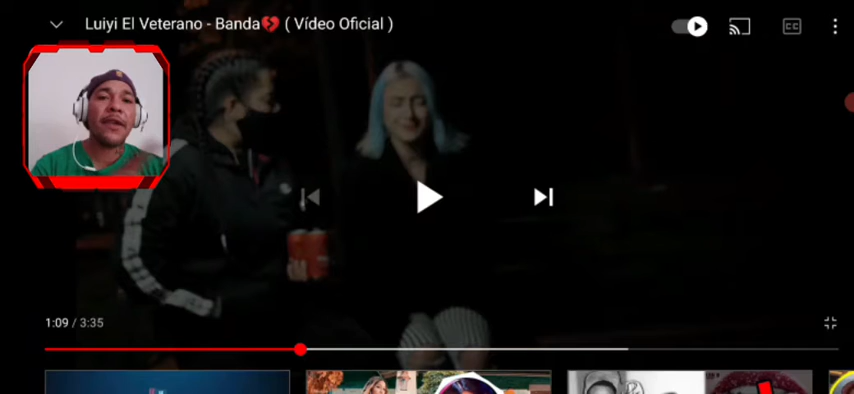 Luiyi El Veterano - Banda💔 ( Vídeo Oficial )
CC
1:09 / 3:35